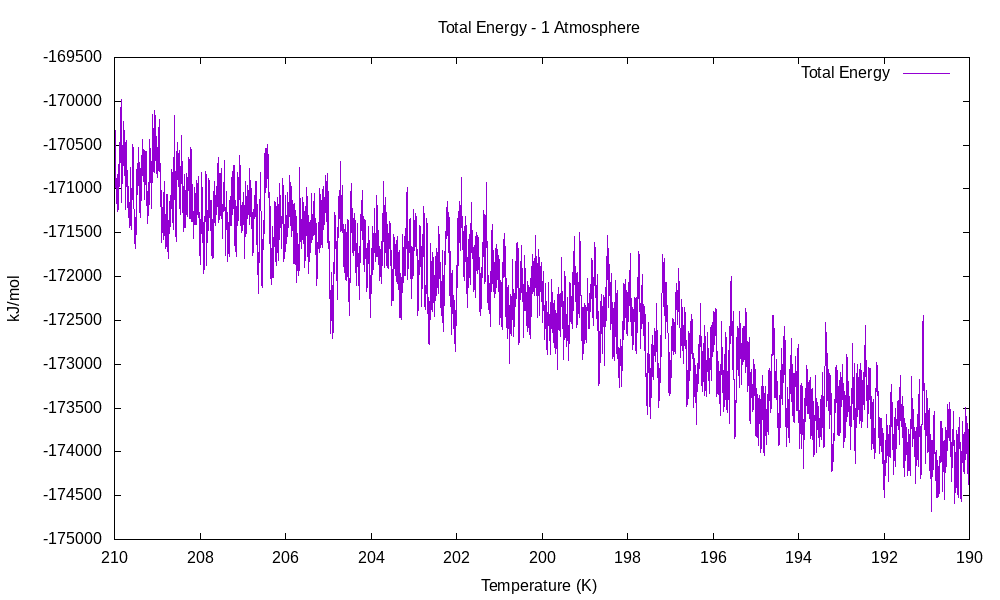 Total Energy - 1 Atmosphere
Total Energy
-169500
-170000
-170500
-171000
-171500
-172000
-172500
-173000
-173500
-174000
-174500
-175000
kJ/mol
210 208 206 204 202 200 198 196 194 192 190
Temperature (K)